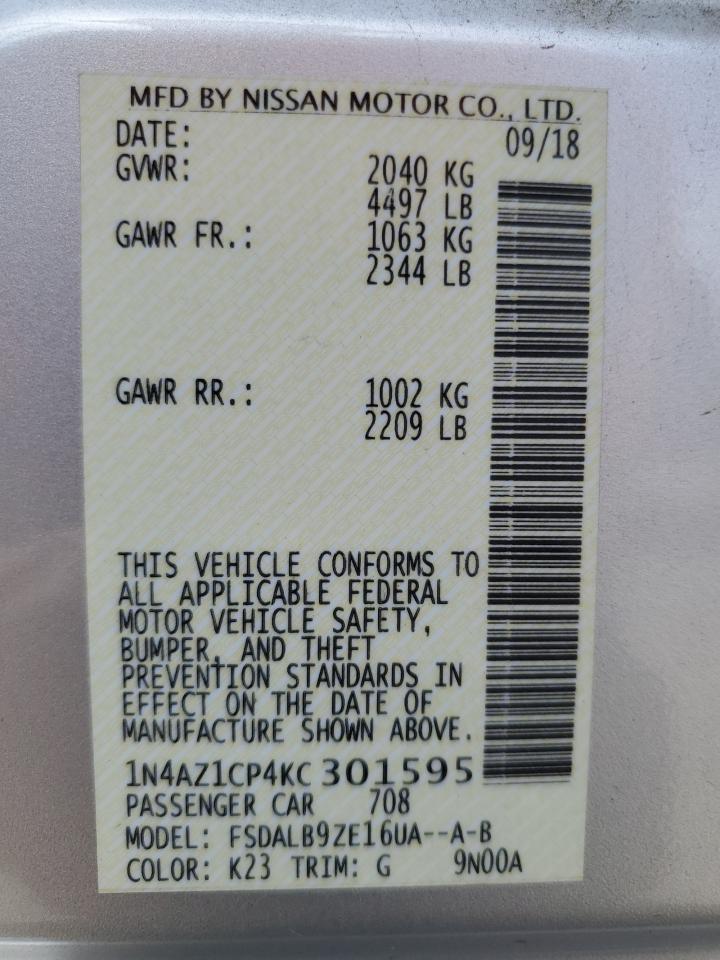 MFD BY NISSAN MOTOR CO., LTD.
DATE: 09/18
GVWR: 2040 KG
4497 LB
GAWR FR.: 1063 KG
2344 LB
GAWR RR.: 1002 KG
2209 LB
THIS VEHICLE CONFORMS TO
ALL APPLICABLE FEDERAL
MOTOR VEHICLE SAFETY,
BUMPER, AND THEFT
PREVENTION STANDARDS IN
EFFECT ON THE DATE OF
MANUFACTURE SHOWN ABOVE.
1N4AZ1CP4KC 301595
PASSENGER CAR 708
MODEL: FSDALB9ZE16UA--A-B
COLOR: K23 TRIM: G 9N00A